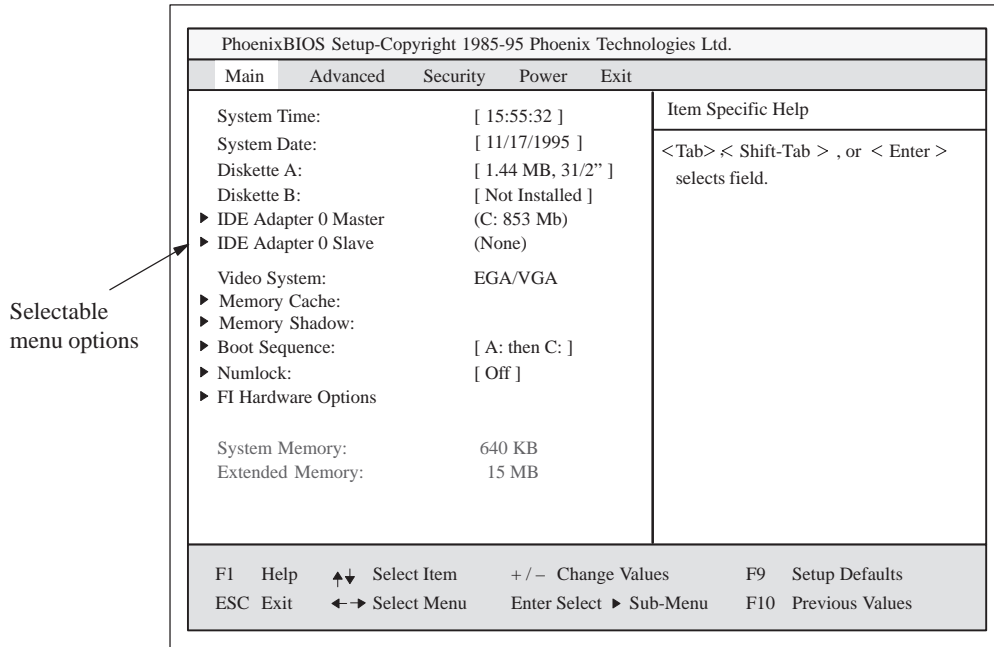 PhoenixBIOS Setup-Copyright 1985-95 Phoenix Technologies Ltd.
Main Advanced Security Power Exit
System Time: [ 15:55:32 ]
System Date: [ 11/17/1995 ]
Diskette A: [ 1.44 MB, 31/2” ]
Diskette B: [ Not Installed ]
▶ IDE Adapter 0 Master (C: 853 Mb)
▶ IDE Adapter 0 Slave (None)
Video System: EGA/VGA
▶ Memory Cache:
▶ Memory Shadow:
▶ Boot Sequence: [ A: then C: ]
▶ Numlock: [ Off ]
▶ FI Hardware Options
System Memory: 640 KB
Extended Memory: 15 MB
Item Specific Help
<Tab>,< Shift-Tab > , or < Enter >
selects field.
Selectable
menu options
F1 Help ▲▼ Select Item + / – Change Values F9 Setup Defaults
ESC Exit ◀▶ Select Menu Enter Select ▶ Sub-Menu F10 Previous Values